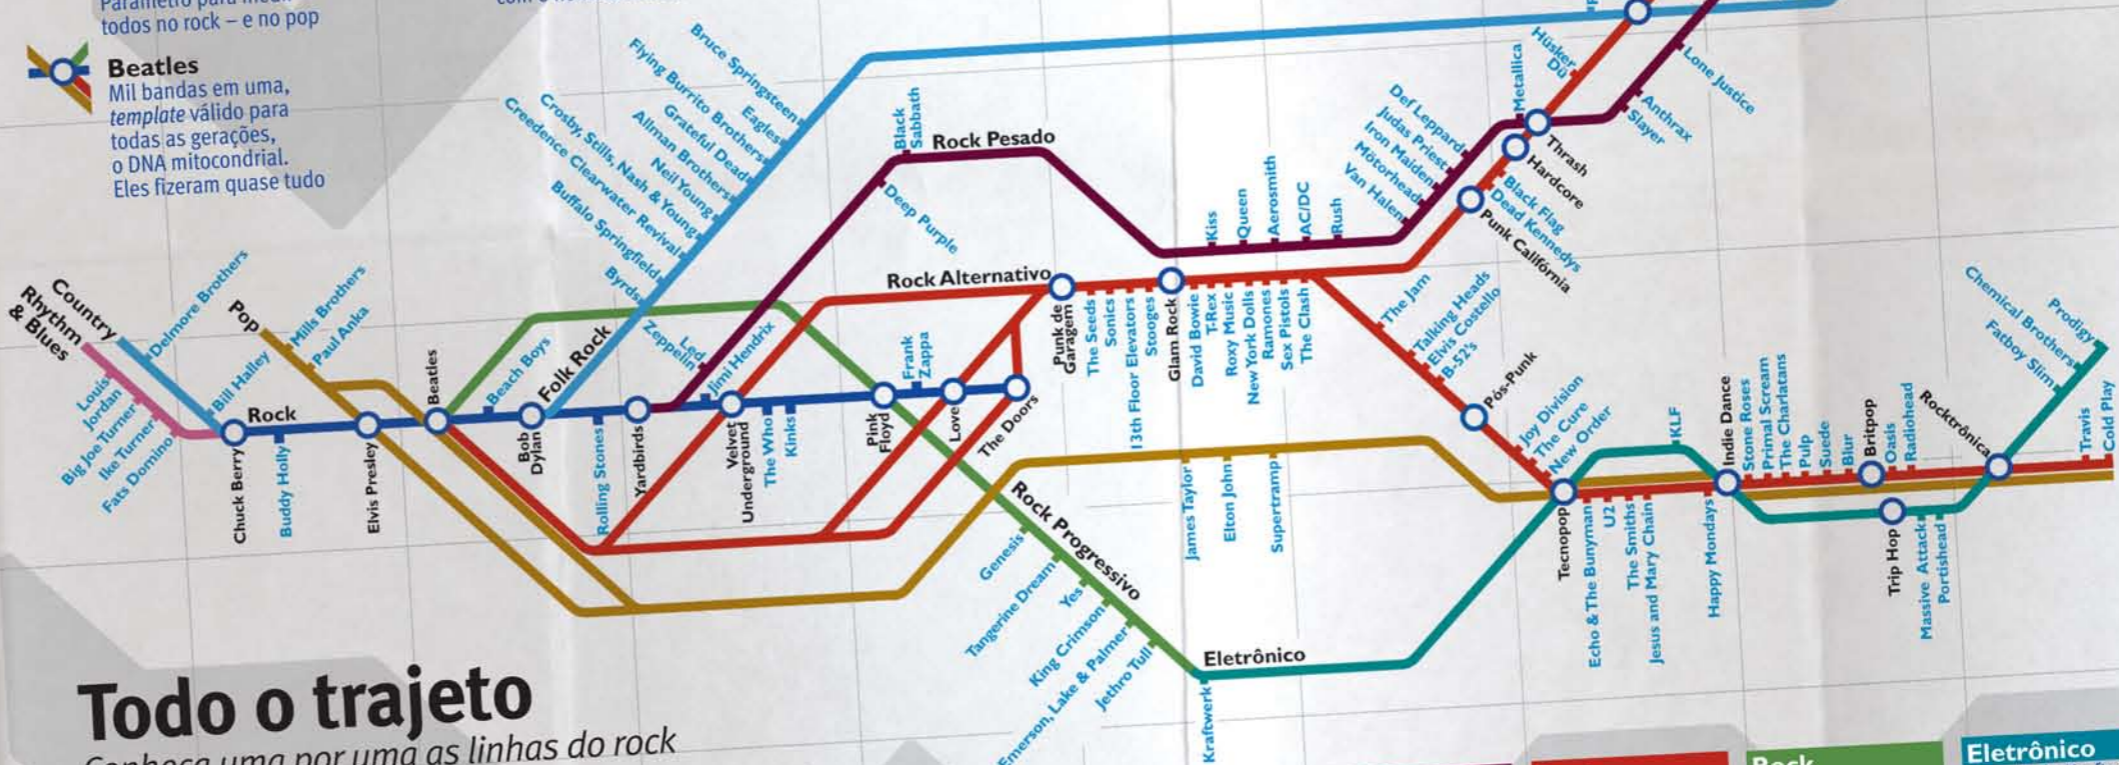 todos no rock – e no pop
Beatles
Mil bandas em uma,
template válido para
todas as gerações,
o DNA mitocondrial.
Eles fizeram quase tudo
Country
Rhythm
& Blues
Delmore Brothers
Bill Halley
Louis
Jordan
Big Joe Turner
Ike Turner
Fats Domino
Pop
Mills Brothers
Paul Anka
Rock
Chuck Berry
Buddy Holly
Elvis Presley
Beatles
Beach Boys
Bob
Dylan
Folk Rock
Rolling Stones
Yardbirds
Byrds
Buffalo Springfield
Creedence Clearwater Revival
Crosby, Stills, Nash & Young
Neil Young
Allman Brothers
Grateful Dead
Flying Burrito Brothers
Eagles
Bruce Springsteen
Led
Zeppelin
Jimi Hendrix
Velvet
Underground
The Who
Kinks
Pink
Floyd
Frank
Zappa
Love
The Doors
Black
Sabbath
Rock Pesado
Deep Purple
Kiss
Queen
Aerosmith
AC/DC
Rush
Van Halen
Motorhead
Iron Maiden
Judas Priest
Def Leppard
Metallica
Hüsker
Dü
Thrash
Hardcore
Black Flag
Dead Kennedys
Punk Califórnia
Slayer
Anthrax
Lone Justice
Rock Alternativo
Punk de
Garagem
The Seeds
Sonics
13th Floor Elevators
Stooges
Glam Rock
David Bowie
T-Rex
Roxy Music
New York Dolls
Ramones
Sex Pistols
The Clash
The Jam
Talking Heads
Elvis Costello
B-52's
Pós-Punk
Joy Division
The Cure
New Order
Rock Progressivo
Genesis
Tangerine Dream
Yes
King Crimson
Emerson, Lake & Palmer
Jethro Tull
James Taylor
Elton John
Supertramp
Eletrônico
Kraftwerk
Tecnopop
Echo & The Bunyman
U2
The Smiths
Jesus and Mary Chain
KLF
Happy Mondays
Indie Dance
Stone Roses
Primal Scream
The Charlatans
Pulp
Suede
Blur
Britpop
Oasis
Radiohead
Trip Hop
Massive Attack
Portishead
Rocktrônica
Fatboy Slim
Chemical Brothers
Prodigy
Travis
Cold Play
Todo o trajeto
Conheça uma por uma as linhas do rock
Rock
Eletrônico